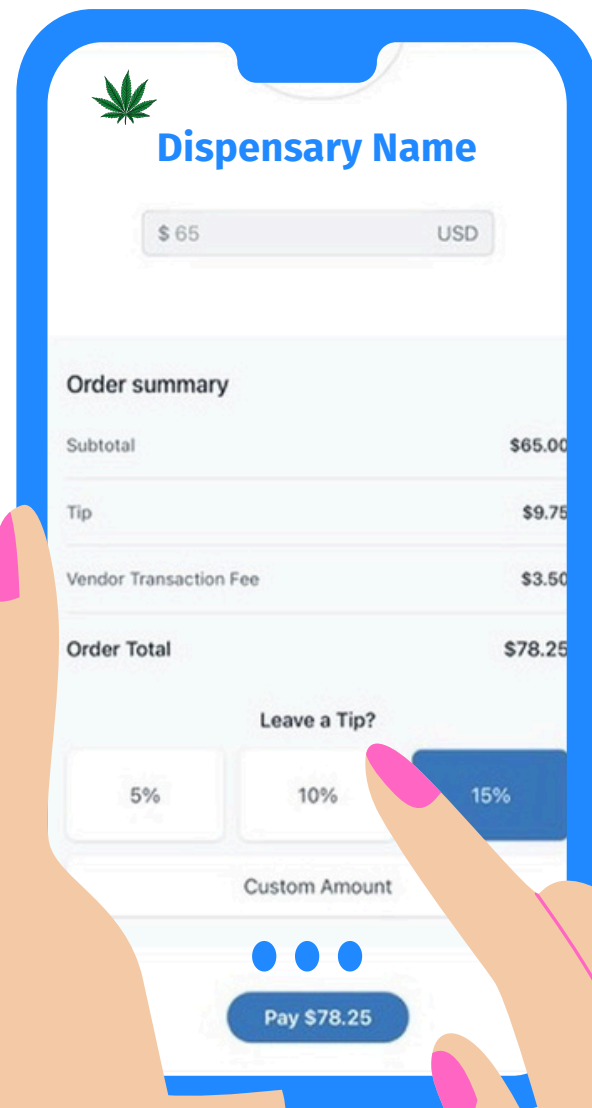 Dispensary Name
$ 65 USD
Order summary
Subtotal $65.00
Tip $9.75
Vendor Transaction Fee $3.50
Order Total $78.25
Leave a Tip?
5% 10% 15%
Custom Amount
Pay $78.25